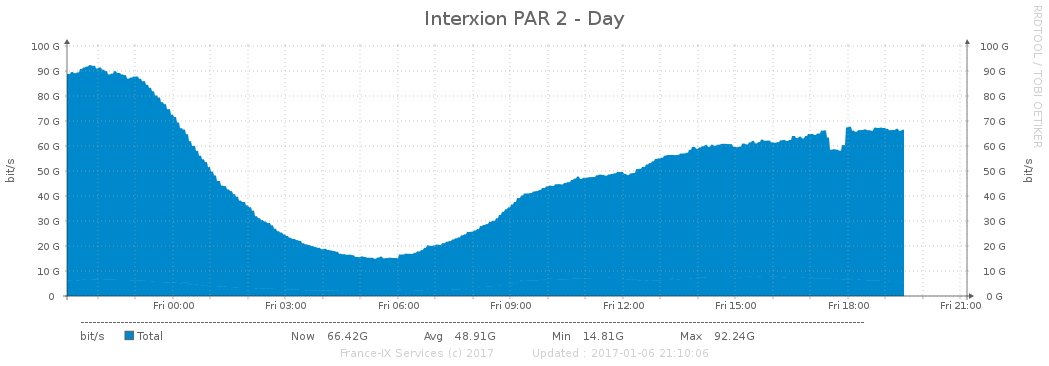 Interxion PAR 2 - Day
RRDTOOL / TOBI OETIKER
100 G 100 G
90 G 90 G
80 G 80 G
70 G 70 G
60 G 60 G
50 G 50 G
40 G 40 G
30 G 30 G
20 G 20 G
10 G 10 G
0 0 G
bit/s
bit/s
Fri 00:00 Fri 03:00 Fri 06:00 Fri 09:00 Fri 12:00 Fri 15:00 Fri 18:00 Fri 21:00
bit/s Total Now 66.42G Avg 48.91G Min 14.81G Max 92.24G
France-IX Services (c) 2017 Updated : 2017-01-06 21:10:06